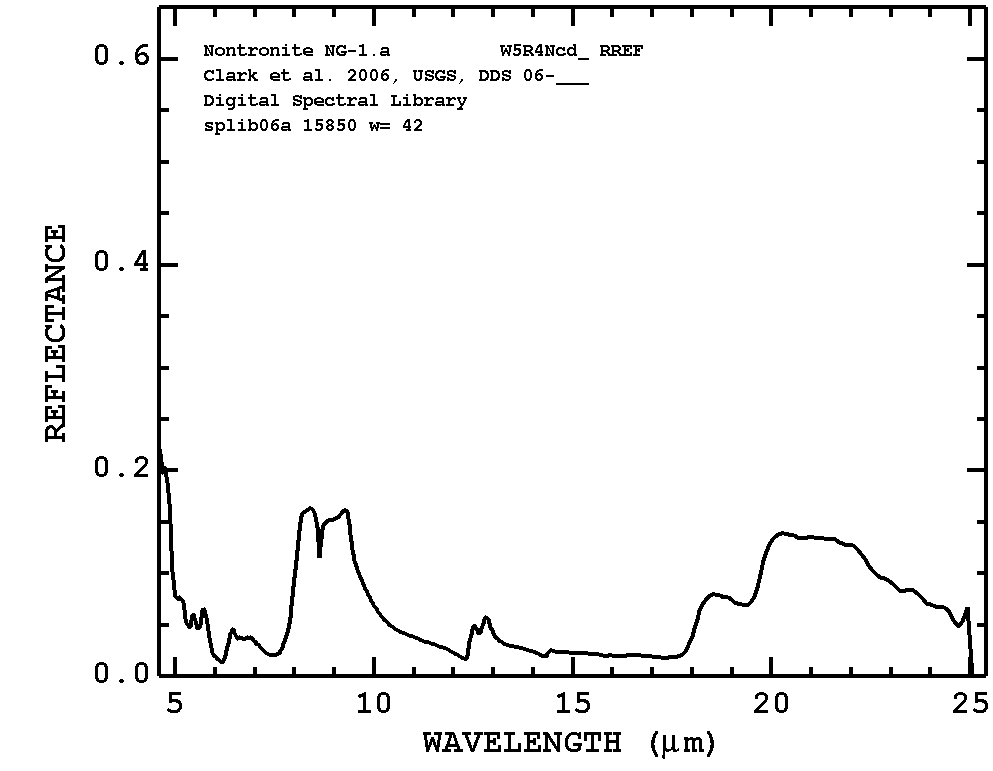 Nontronite NG-1.a W5R4Ncd_ RREF
Clark et al. 2006, USGS, DDS 06-___
Digital Spectral Library
splib06a 15850 w= 42
0.6
0.4
0.2
0.0
REFLECTANCE
5 10 15 20 25
WAVELENGTH (μm)